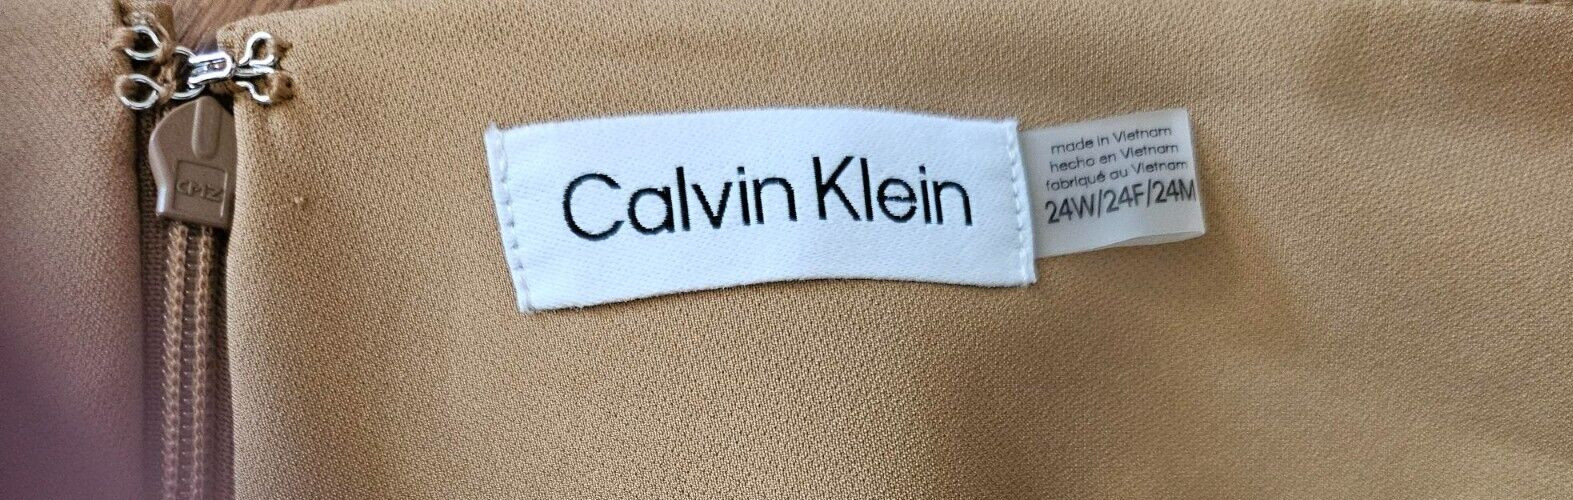 Calvin Klein
made in Vietnam
hecho en Vietnam
fabriqué au Vietnam
24W/24F/24M